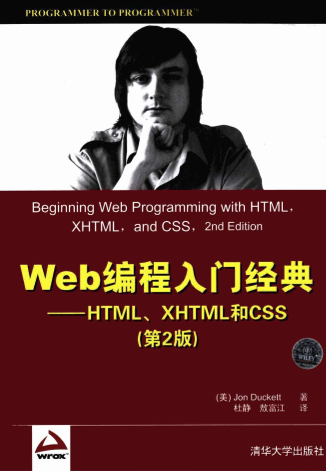 PROGRAMMER TO PROGRAMMER™
Beginning Web Programming with HTML,
XHTML, and CSS, 2nd Edition
Web编程入门经典
——HTML、XHTML和CSS
(第2版)
(美) Jon Duckett 著
杜静 敖富江 译
wrox™
清华大学出版社